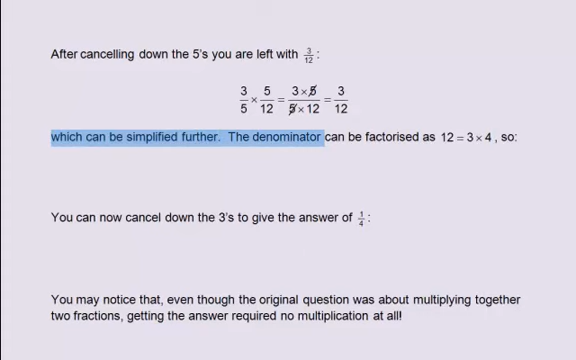 After cancelling down the 5's you are left with 3/12 :
3/5 × 5/12 = 3 × 5/5 × 12 = 3/12
which can be simplified further. The denominator can be factorised as 12 = 3 × 4 , so:
You can now cancel down the 3's to give the answer of 1/4 :
You may notice that, even though the original question was about multiplying together
two fractions, getting the answer required no multiplication at all!